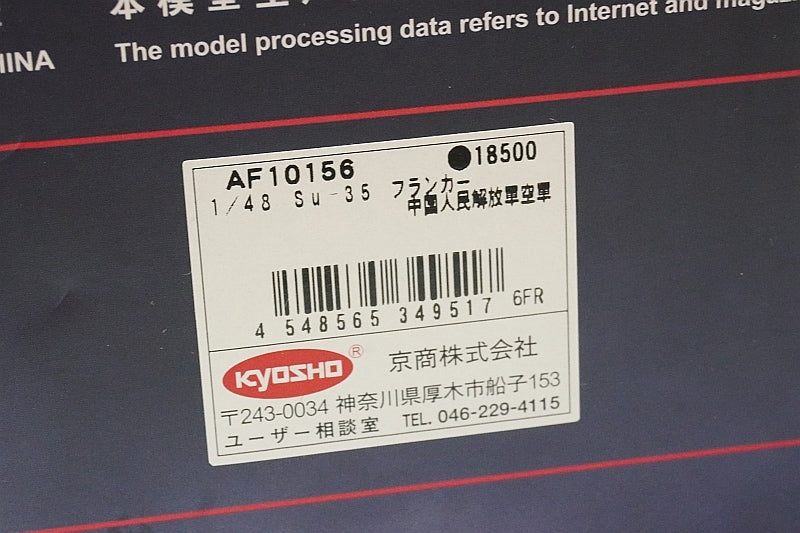 本模型
The model processing data refers to Internet and
AF10156 ●18500
1/48 Su-35 フランカー
中国人民解放軍空軍
4 548565 349517 6FR
KYOSHO® 京商株式会社
〒243-0034 神奈川県厚木市船子153
ユーザー相談室 TEL. 046-229-4115